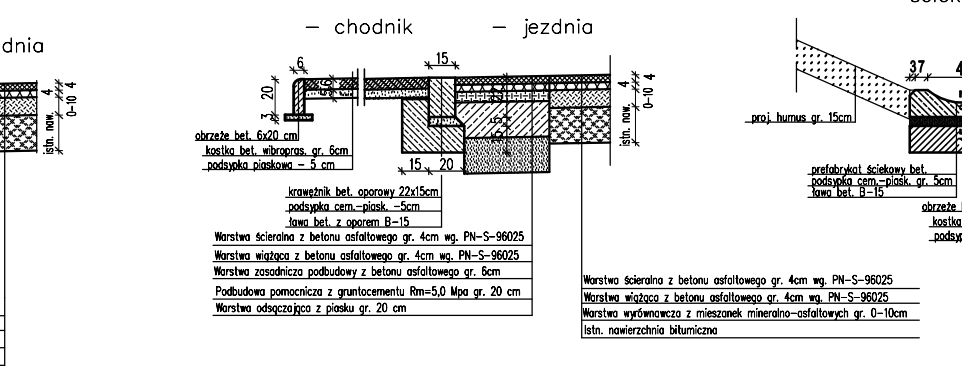 dnia
- chodnik
- jezdnia
4
4
0-10
istn. naw.
6
20
3
15
4
4
0-10
istn. naw.
15
20
37
4
obrzeże bet. 6x20 cm
kostka bet. wibropras. gr. 6cm
podsypka piaskowa - 5 cm
krawężnik bet. oporowy 22x15cm
podsypka cem.-piask. -5cm
ława bet. z oporem B-15
Warstwa ścieralna z betonu asfaltowego gr. 4cm wg. PN-S-96025
Warstwa wiążąca z betonu asfaltowego gr. 4cm wg. PN-S-96025
Warstwa zasadnicza podbudowy z betonu asfaltowego gr. 6cm
Podbudowa pomocnicza z gruntocementu Rm=5,0 Mpa gr. 20 cm
Warstwa odsączająca z piasku gr. 20 cm
Warstwa ścieralna z betonu asfaltowego gr. 4cm wg. PN-S-96025
Warstwa wiążąca z betonu asfaltowego gr. 4cm wg. PN-S-96025
Warstwa wyrównawcza z mieszanek mineralno-asfaltowych gr. 0-10cm
Istn. nawierzchnia bitumiczna
proj. humus gr. 15cm
prefabrykat ściekowy bet.
podsypka cem.-piask. gr. 5cm
ława bet. B-15
obrzeże
kostka
podsyp